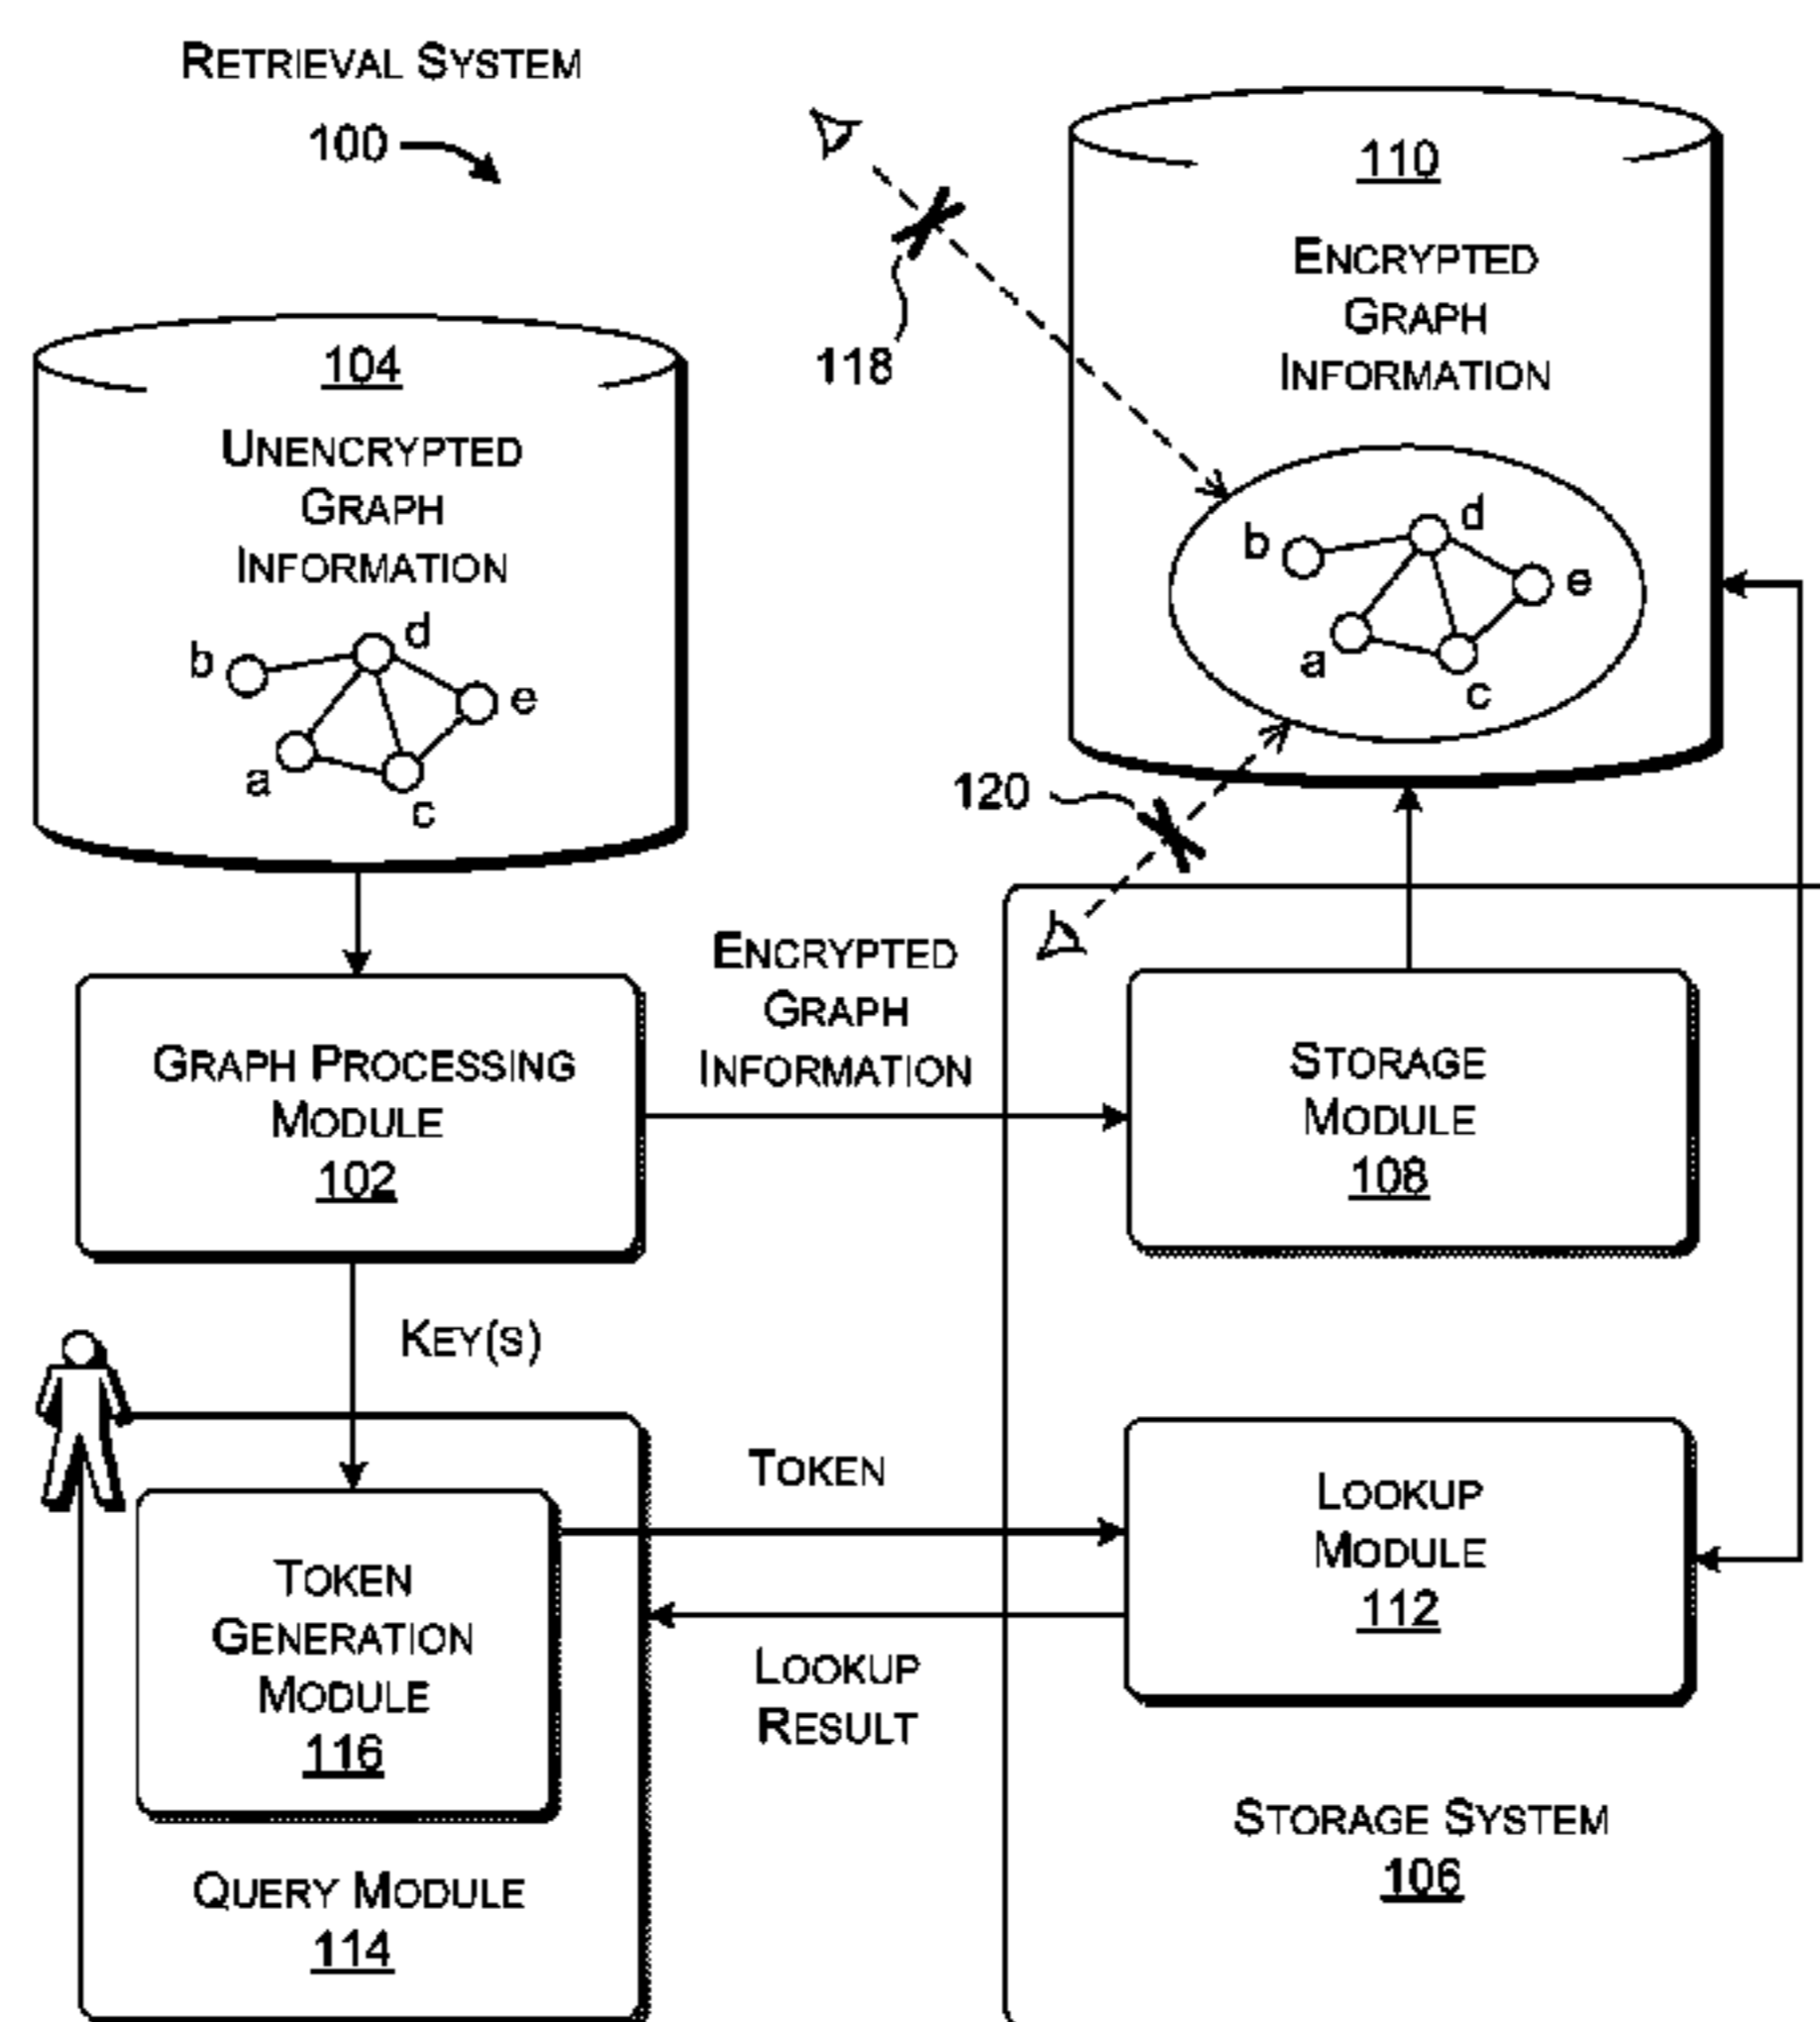 RETRIEVAL SYSTEM
100
104
UNENCRYPTED
GRAPH
INFORMATION
b
d
e
a
c
110
ENCRYPTED
GRAPH
INFORMATION
b
d
e
a
c
118
120
GRAPH PROCESSING
MODULE
102
ENCRYPTED
GRAPH
INFORMATION
STORAGE
MODULE
108
KEY(S)
TOKEN
GENERATION
MODULE
116
QUERY MODULE
114
TOKEN
LOOKUP
RESULT
LOOKUP
MODULE
112
STORAGE SYSTEM
106